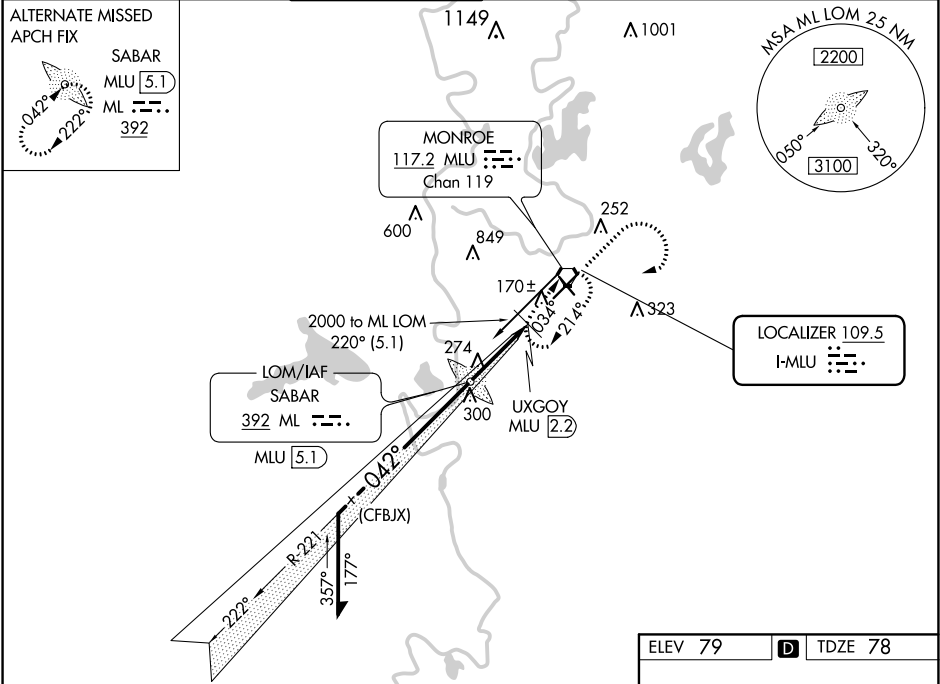 ALTERNATE MISSED
APCH FIX
SABAR
MLU 5.1
ML
392
042°
222°
1149
1001
MSA ML LOM 25 NM
2200
050°
320°
3100
MONROE
117.2 MLU
Chan 119
600
849
252
170±
034°
214°
323
2000 to ML LOM
220° (5.1)
274
LOCALIZER 109.5
I-MLU
LOM/IAF
SABAR
392 ML
MLU 5.1
300
UXGOY
MLU 2.2
042°
(CFBJX)
R-221
222°
357°
177°
ELEV 79
D
TDZE 78